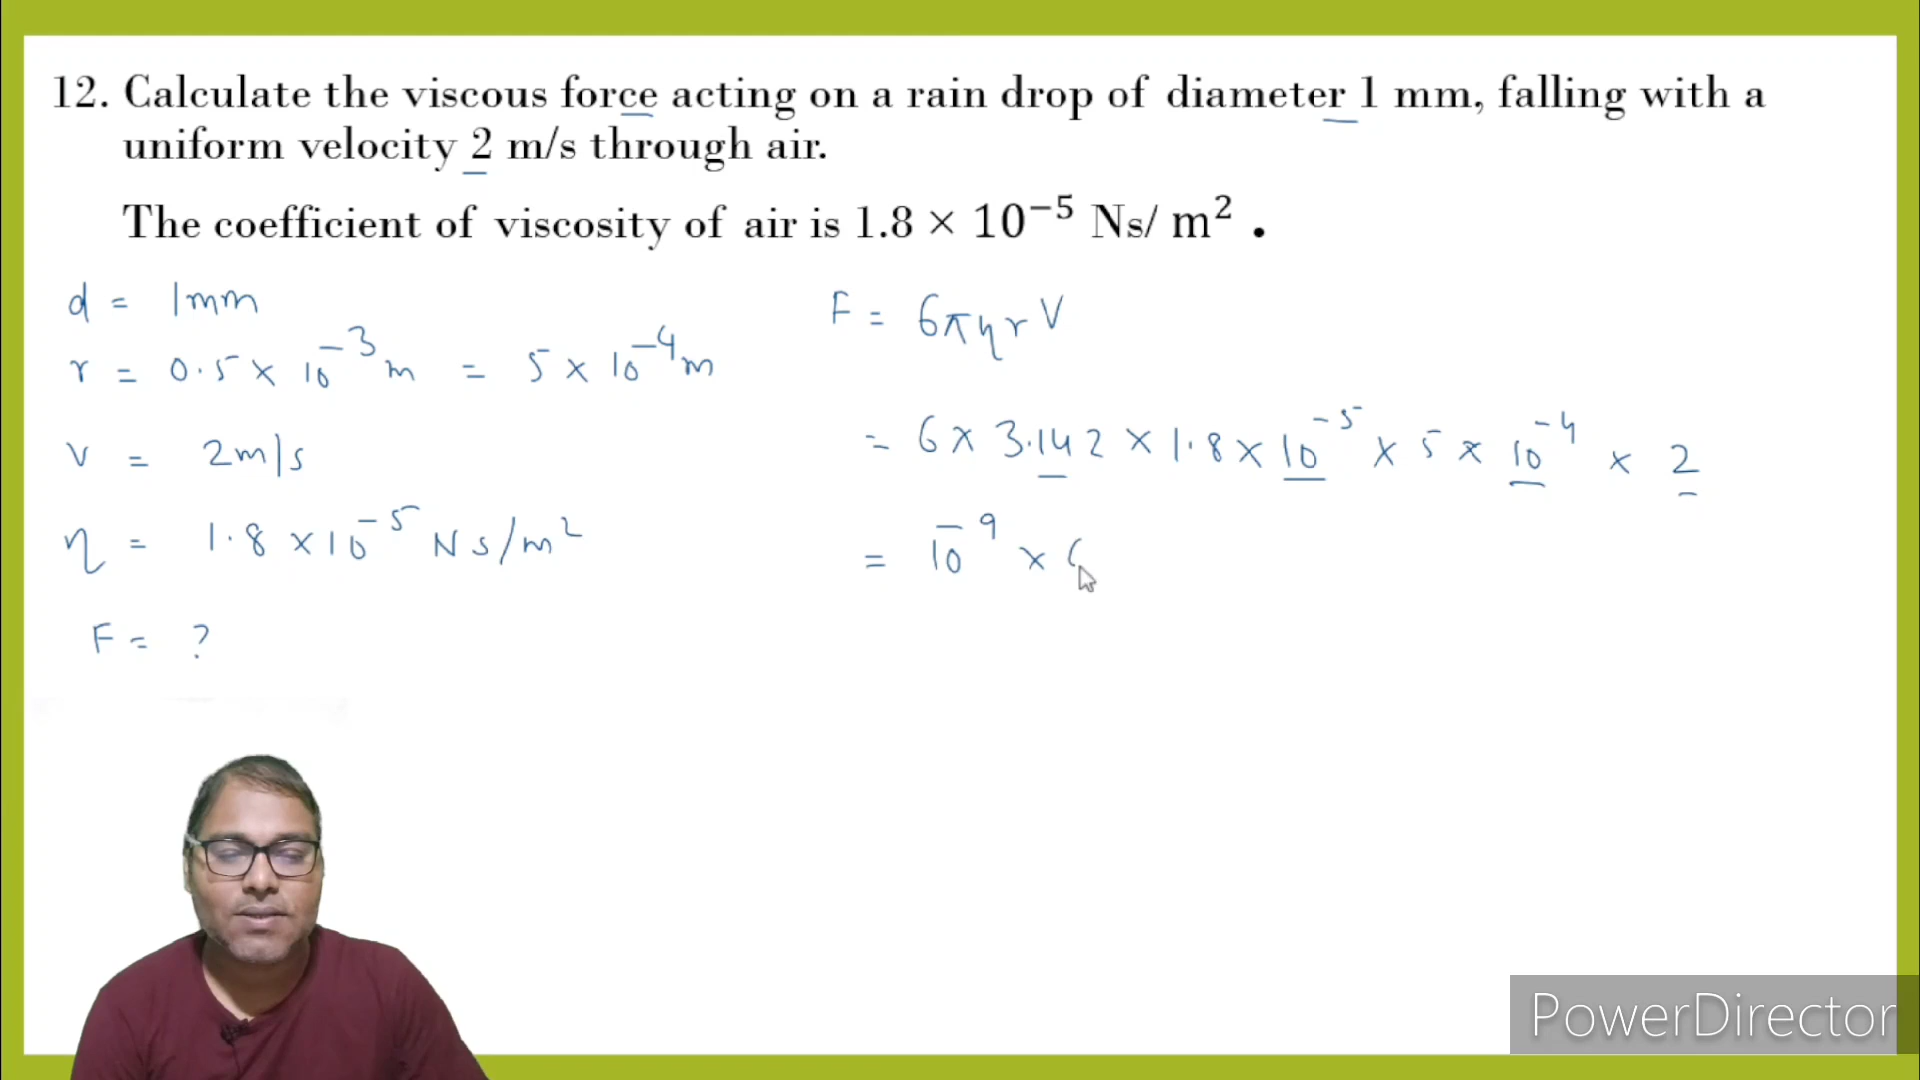 12. Calculate the viscous force acting on a rain drop of diameter 1 mm, falling with a
uniform velocity 2 m/s through air.
The coefficient of viscosity of air is 1.8 × 10⁻⁵ Ns/ m² .
d = 1mm
r = 0.5 × 10⁻³ m = 5 × 10⁻⁴ m
v = 2m/s
η = 1.8 × 10⁻⁵ Ns/m²
F = ?
F = 6πηrV
= 6 × 3.142 × 1.8 × 10⁻⁵ × 5 × 10⁻⁴ × 2
= 10⁻⁹ ×
PowerDirector